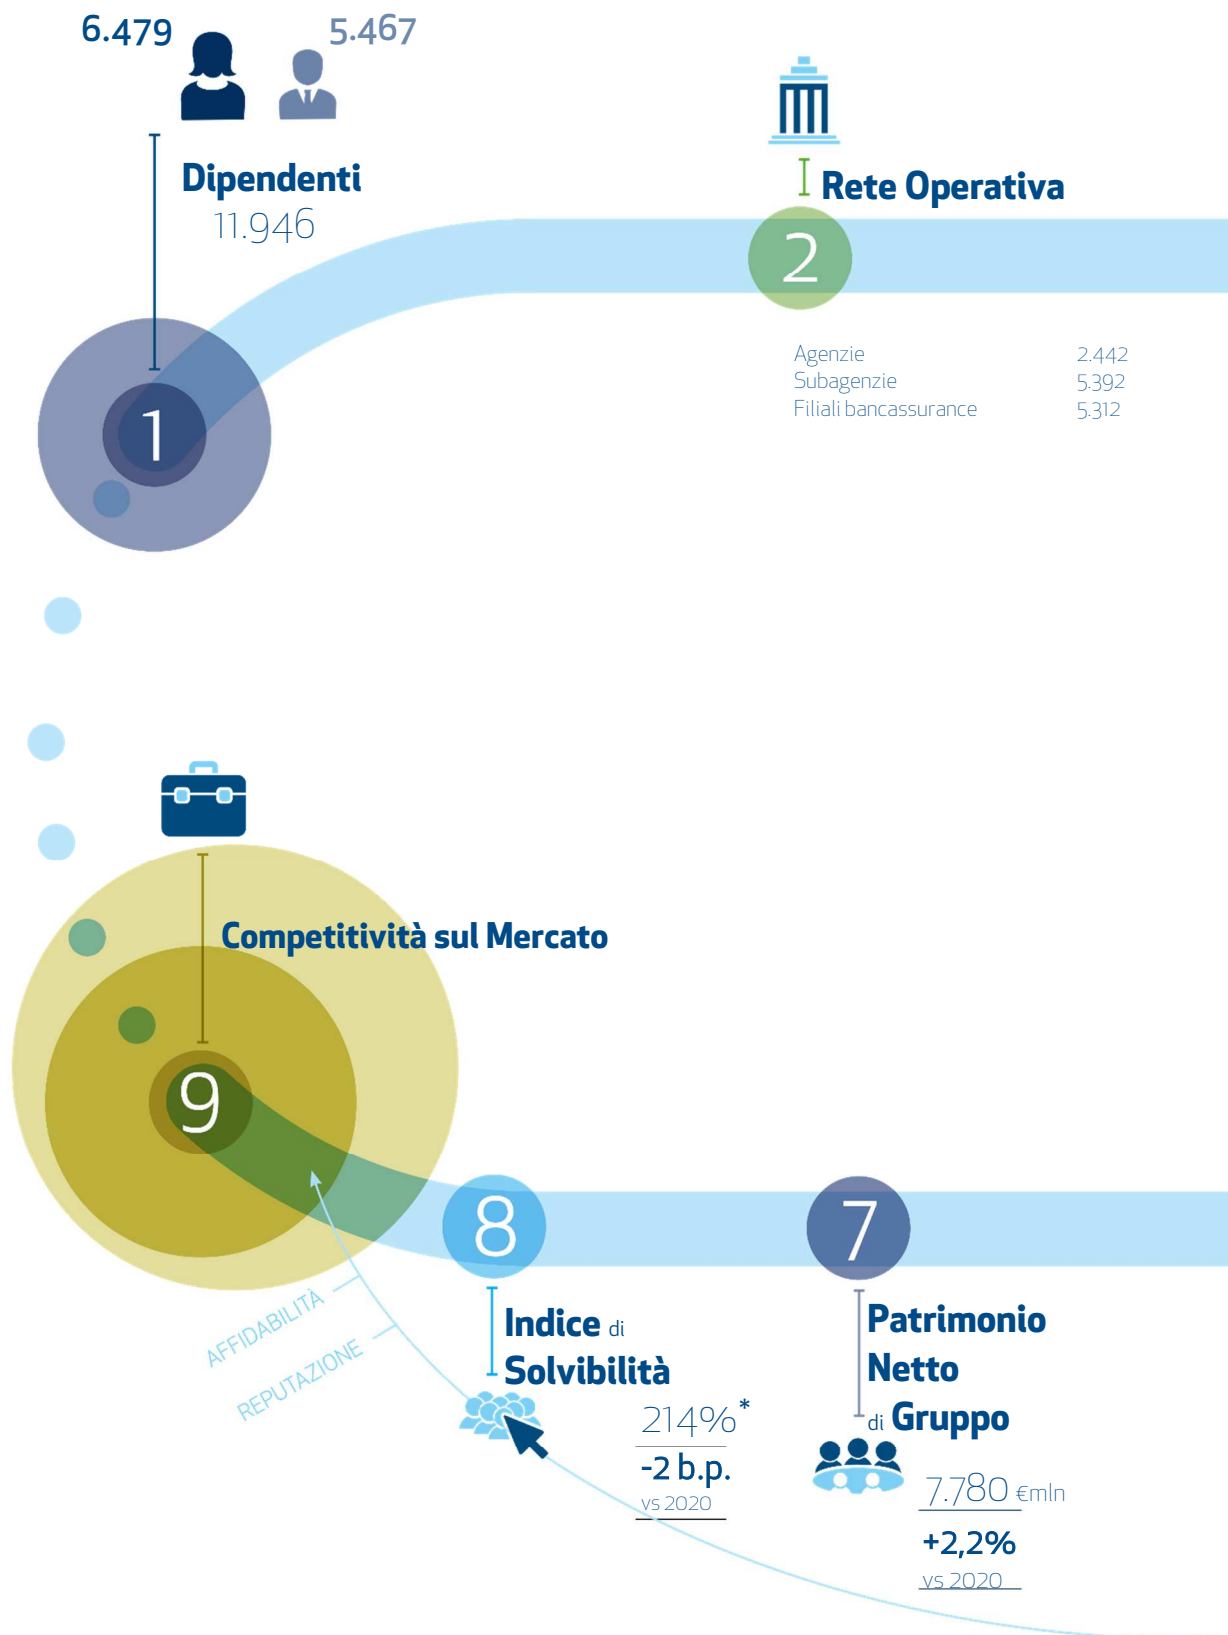 6.479
5.467
Dipendenti
11.946
Rete Operativa
2
Agenzie 2.442
Subagenzie 5.392
Filiali bancassurance 5.312
1
Competitività sul Mercato
9
8
7
AFFIDABILITÀ
REPUTAZIONE
Indice di
Solvibilità
214%*
-2 b.p.
vs 2020
Patrimonio
Netto
di Gruppo
7.780 €mln
+2,2%
vs 2020